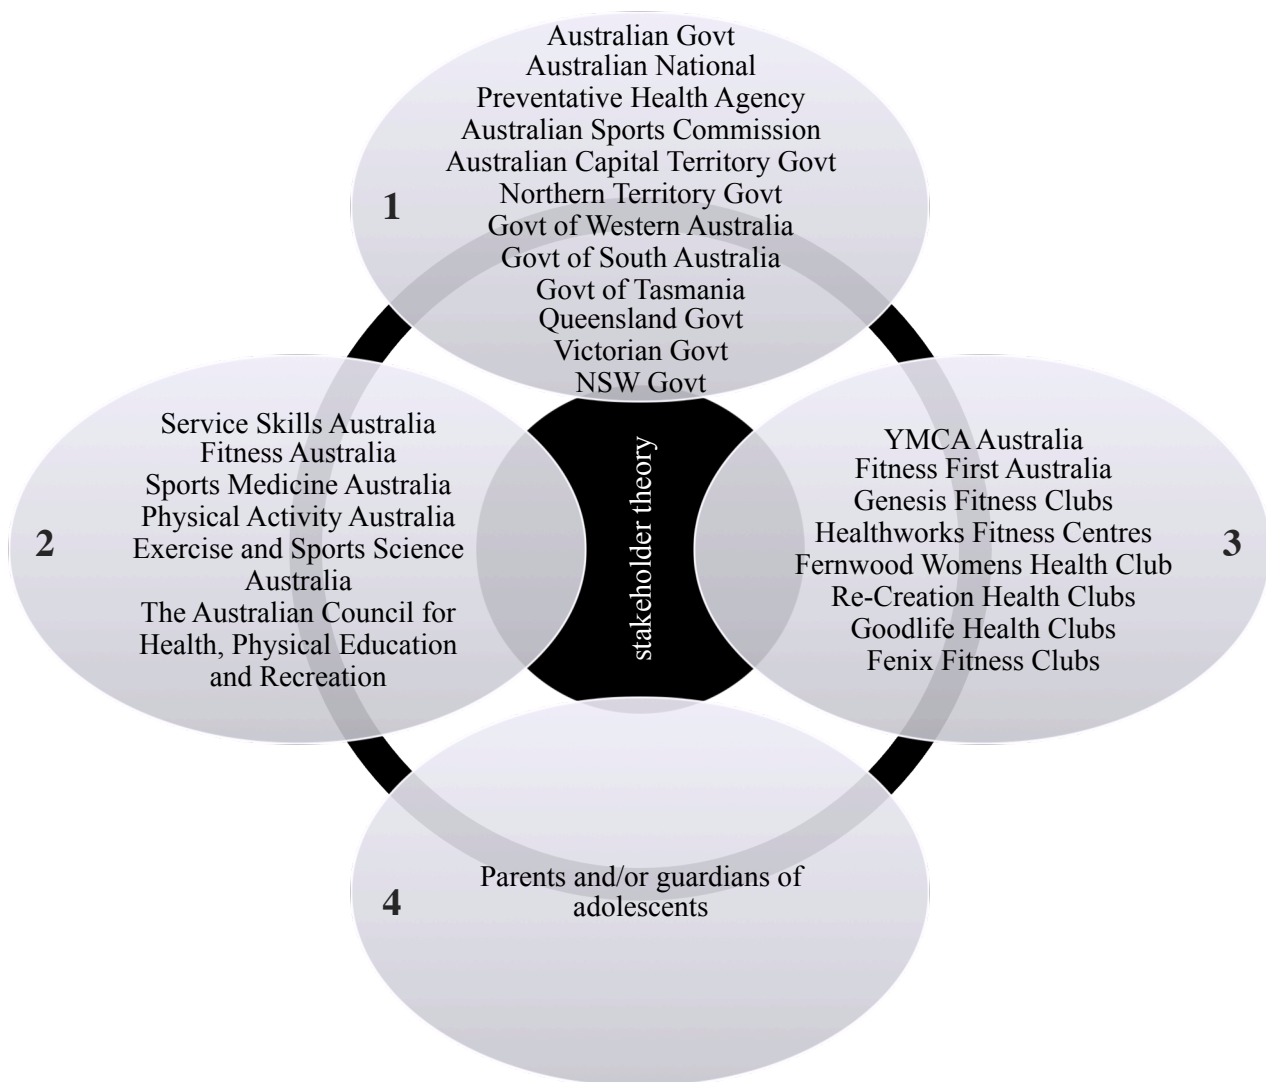 Australian Govt
Australian National
Preventative Health Agency
Australian Sports Commission
Australian Capital Territory Govt
Northern Territory Govt
Govt of Western Australia
Govt of South Australia
Govt of Tasmania
Queensland Govt
Victorian Govt
NSW Govt
1
Service Skills Australia
Fitness Australia
Sports Medicine Australia
Physical Activity Australia
Exercise and Sports Science
Australia
The Australian Council for
Health, Physical Education
and Recreation
2
stakeholder theory
YMCA Australia
Fitness First Australia
Genesis Fitness Clubs
Healthworks Fitness Centres
Fernwood Womens Health Club
Re-Creation Health Clubs
Goodlife Health Clubs
Fenix Fitness Clubs
3
Parents and/or guardians of
adolescents
4